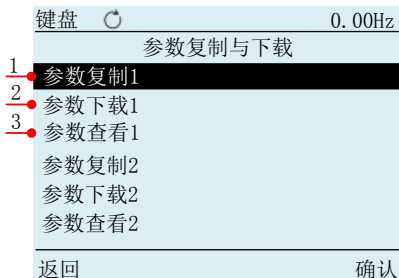 键盘 0.00Hz
参数复制与下载
1 参数复制1
2 参数下载1
3 参数查看1
参数复制2
参数下载2
参数查看2
返回 确认